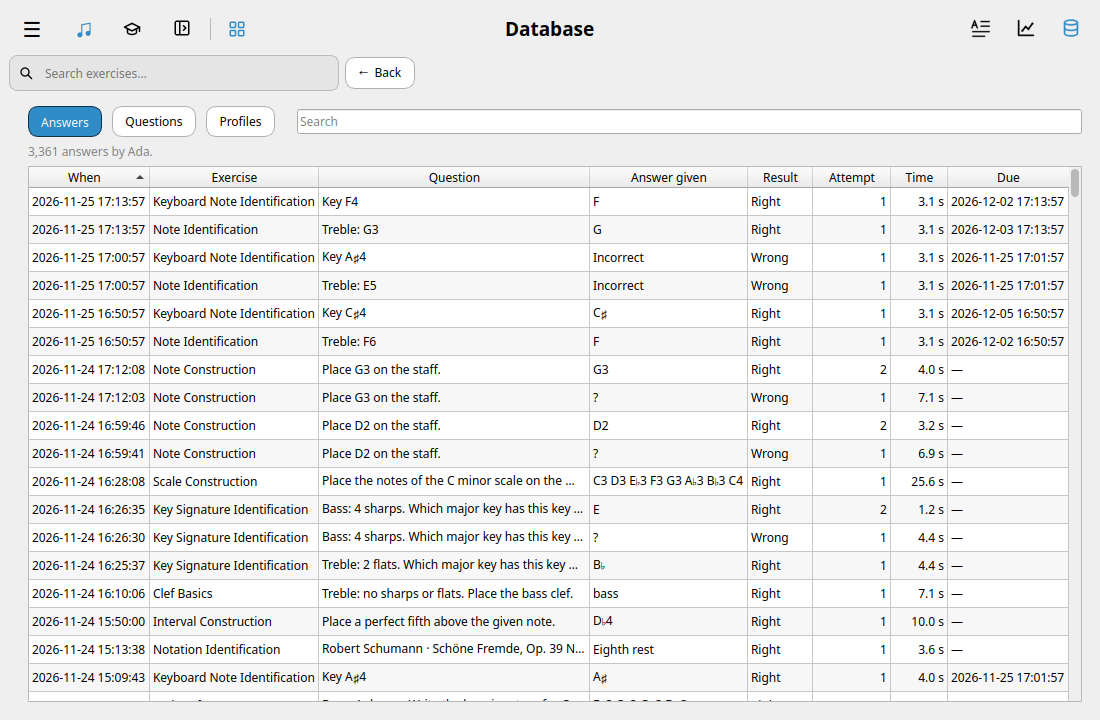 Database
Search exercises...
← Back
Answers Questions Profiles Search
3,361 answers by Ada.
When Exercise Question Answer given Result Attempt Time Due
2026-11-25 17:13:57 Keyboard Note Identification Key F4 F Right 1 3.1 s 2026-12-02 17:13:57
2026-11-25 17:13:57 Note Identification Treble: G3 G Right 1 3.1 s 2026-12-03 17:13:57
2026-11-25 17:00:57 Keyboard Note Identification Key A♯4 Incorrect Wrong 1 3.1 s 2026-11-25 17:01:57
2026-11-25 17:00:57 Note Identification Treble: E5 Incorrect Wrong 1 3.1 s 2026-11-25 17:01:57
2026-11-25 16:50:57 Keyboard Note Identification Key C♯4 C♯ Right 1 3.1 s 2026-12-05 16:50:57
2026-11-25 16:50:57 Note Identification Treble: F6 F Right 1 3.1 s 2026-12-02 16:50:57
2026-11-24 17:12:08 Note Construction Place G3 on the staff. G3 Right 2 4.0 s —
2026-11-24 17:12:03 Note Construction Place G3 on the staff. ? Wrong 1 7.1 s —
2026-11-24 16:59:46 Note Construction Place D2 on the staff. D2 Right 2 3.2 s —
2026-11-24 16:59:41 Note Construction Place D2 on the staff. ? Wrong 1 6.9 s —
2026-11-24 16:28:08 Scale Construction Place the notes of the C minor scale on the ... C3 D3 E♭3 F3 G3 A♭3 B♭3 C4 Right 1 25.6 s —
2026-11-24 16:26:35 Key Signature Identification Bass: 4 sharps. Which major key has this key ... E Right 2 1.2 s —
2026-11-24 16:26:30 Key Signature Identification Bass: 4 sharps. Which major key has this key ... ? Wrong 1 4.4 s —
2026-11-24 16:25:37 Key Signature Identification Treble: 2 flats. Which major key has this key ... B♭ Right 1 4.4 s —
2026-11-24 16:10:06 Clef Basics Treble: no sharps or flats. Place the bass clef. bass Right 1 7.1 s —
2026-11-24 15:50:00 Interval Construction Place a perfect fifth above the given note. D♭4 Right 1 10.0 s —
2026-11-24 15:13:38 Notation Identification Robert Schumann · Schöne Fremde, Op. 39 N... Eighth rest Right 1 3.6 s —
2026-11-24 15:09:43 Keyboard Note Identification Key A♯4 A♯ Right 1 4.0 s 2026-11-25 17:01:57